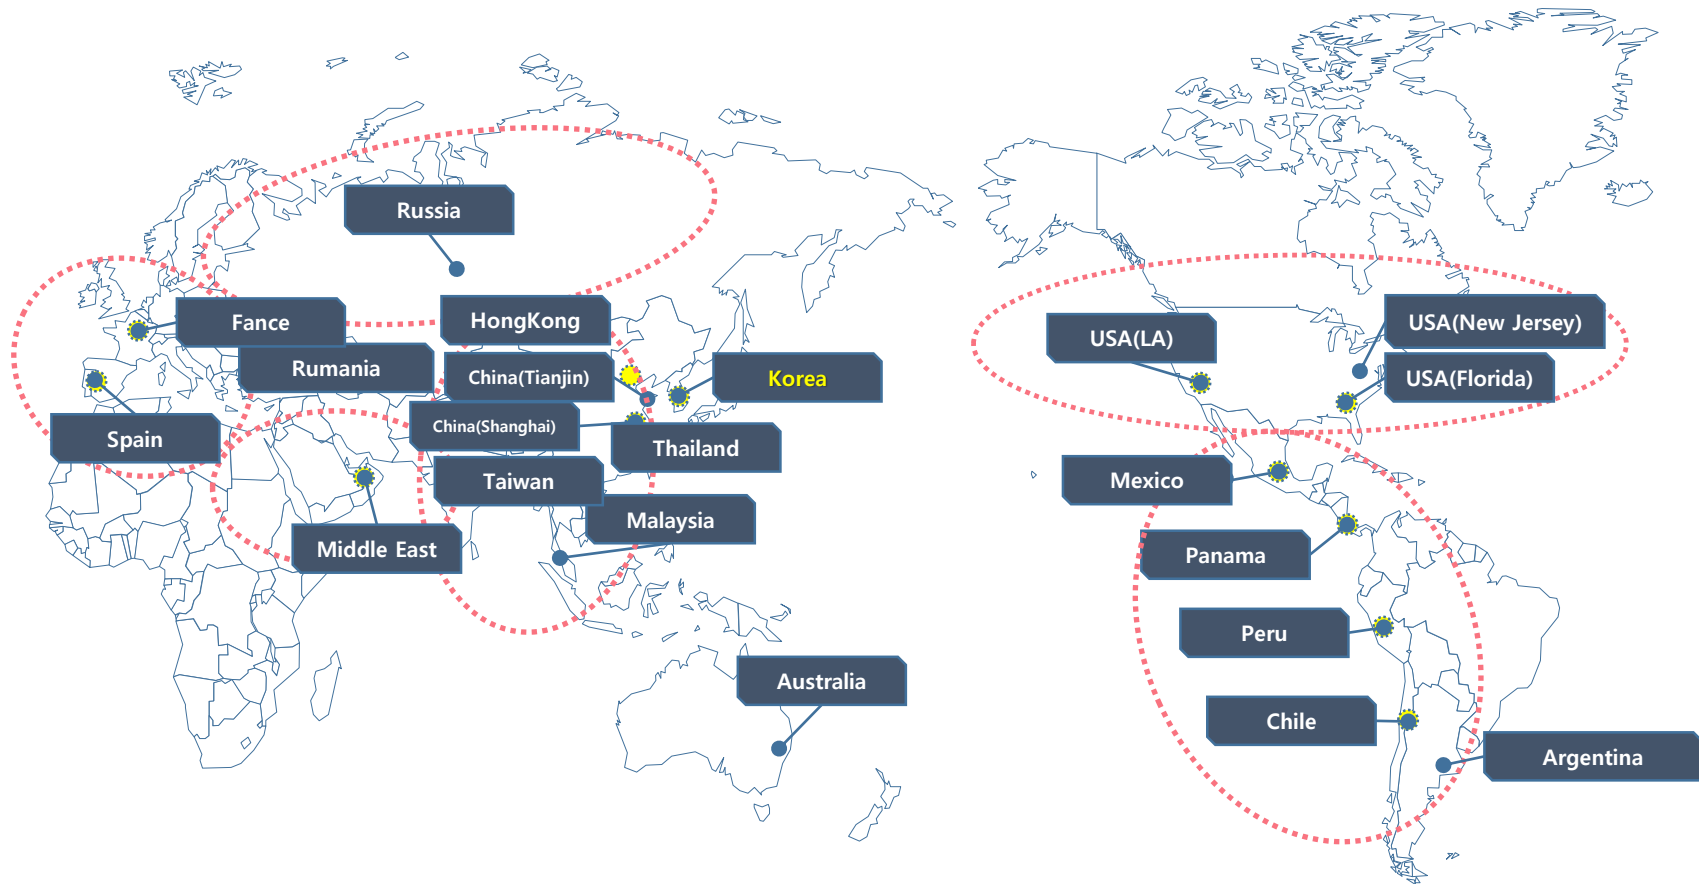 Russia
Fance
HongKong
Rumania
China(Tianjin)
Korea
China(Shanghai)
Spain
Thailand
Taiwan
Malaysia
Middle East
Australia
USA(LA)
USA(New Jersey)
USA(Florida)
Mexico
Panama
Peru
Chile
Argentina